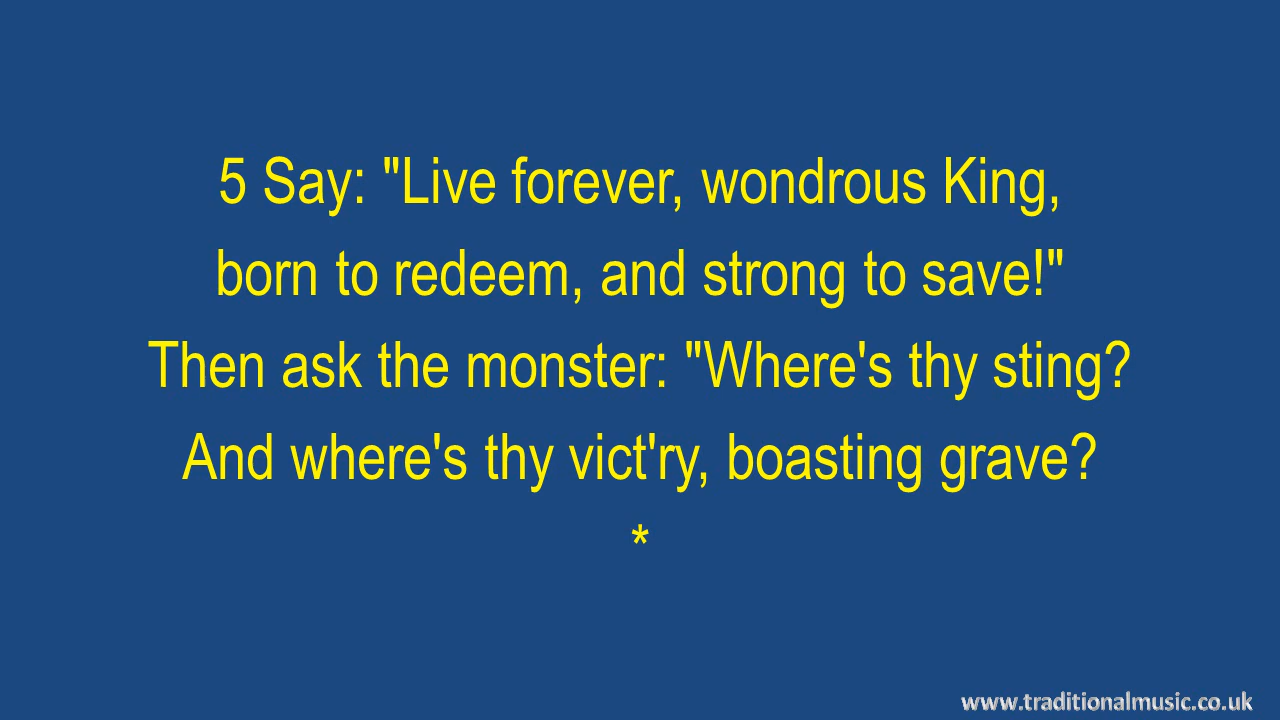 5 Say: "Live forever, wondrous King,
born to redeem, and strong to save!"
Then ask the monster: "Where's thy sting?
And where's thy vict'ry, boasting grave?
*
www.traditionalmusic.co.uk